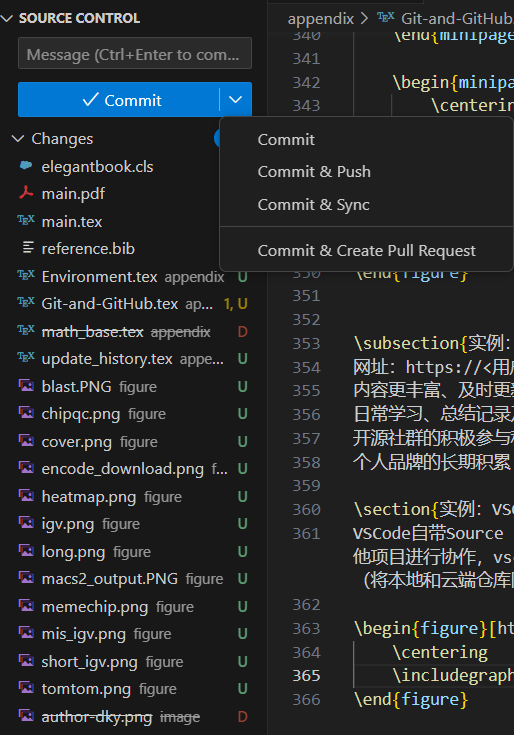 SOURCE CONTROL
Message (Ctrl+Enter to com...
Commit
Commit
Commit & Push
Commit & Sync
Commit & Create Pull Request
Changes
elegantbook.cls
main.pdf
main.tex
reference.bib
Environment.tex appendix U
Git-and-GitHub.tex ap... 1, U
math_base.tex appendix D
update_history.tex appe... U
blast.PNG figure U
chipqc.png figure U
cover.png figure U
encode_download.png f... U
heatmap.png figure U
igv.png figure U
long.png figure U
macs2_output.PNG figure U
memechip.png figure U
mis_igv.png figure U
short_igv.png figure U
tomtom.png figure U
author-dky.png image D
appendix > Git-and-GitHub.
340 \end{minipage
341
342 \begin{minipa
343 \centerin
350 \end{figure}
351
352
353 \subsection{实例：
354 网址：https://<用户
355 内容更丰富、及时更新
356 日常学习、总结记录及
357 开源社群的积极参与和
358 个人品牌的长期积累
359
360 \section{实例：VSC
361 VSCode自带Source
他项目进行协作，vs
（将本地和云端仓库同
362
363 \begin{figure}[ht
364 \centering
365 \includegraph
366 \end{figure}